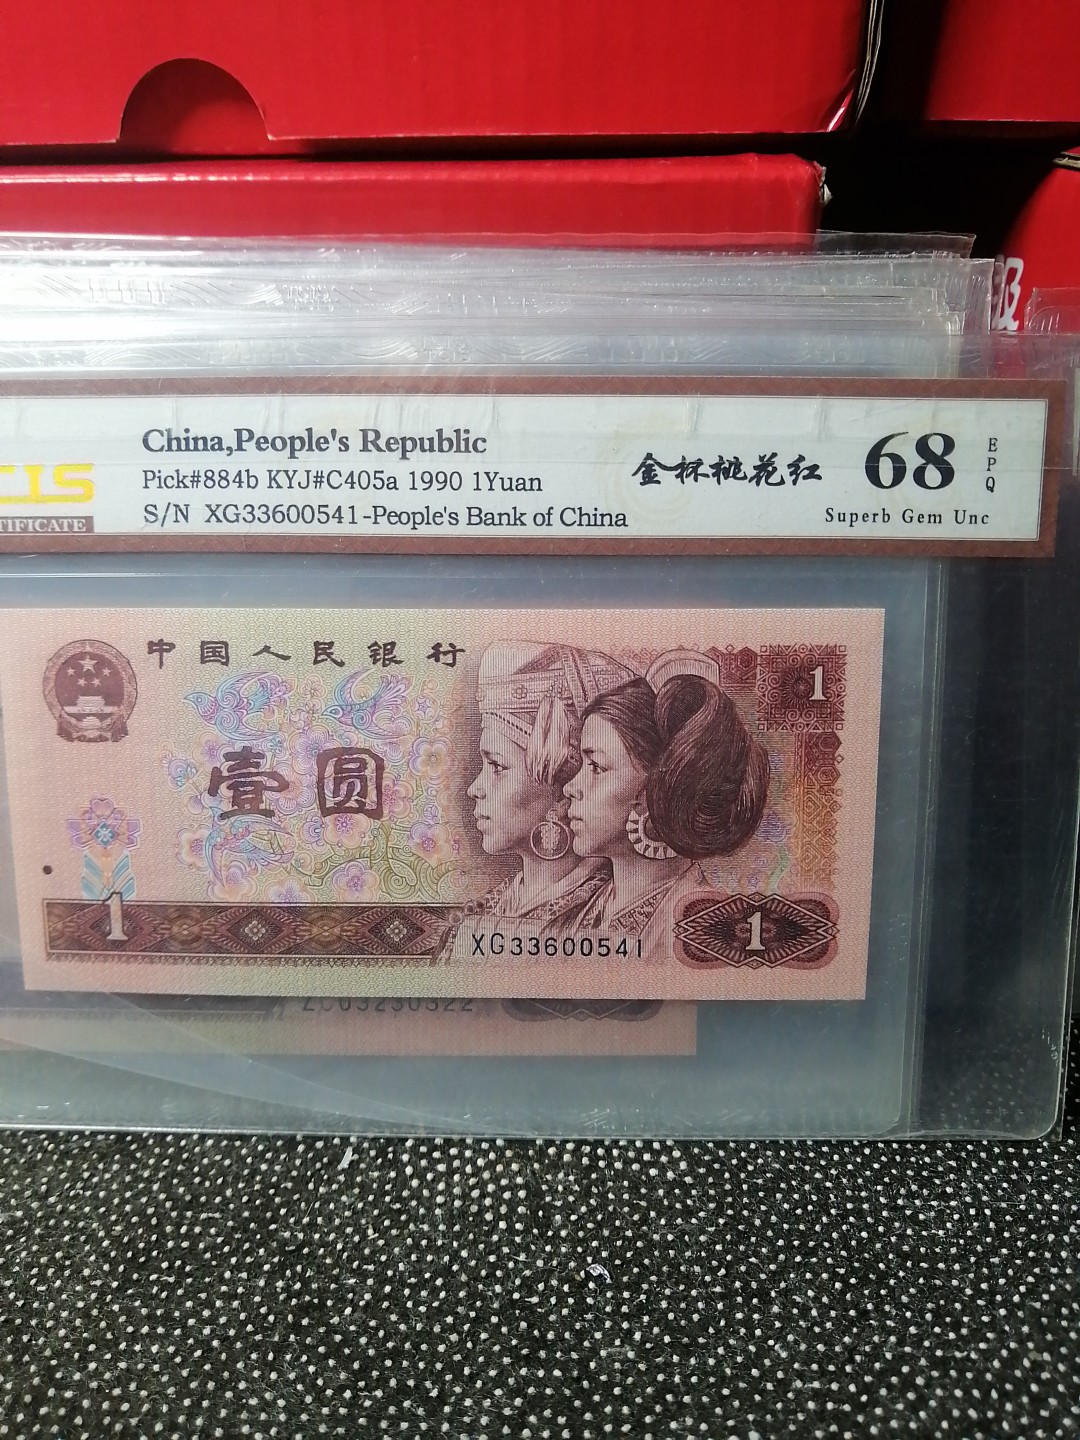 级
China,People's Republic
Pick#884b KYJ#C405a 1990 1Yuan
S/N XG33600541-People's Bank of China
CIS
TIFICATE
金杯桃花红
68
EPQ
Superb Gem Unc
中国人民银行
1
壹圆
1
XG33600541
1
ZC03230322